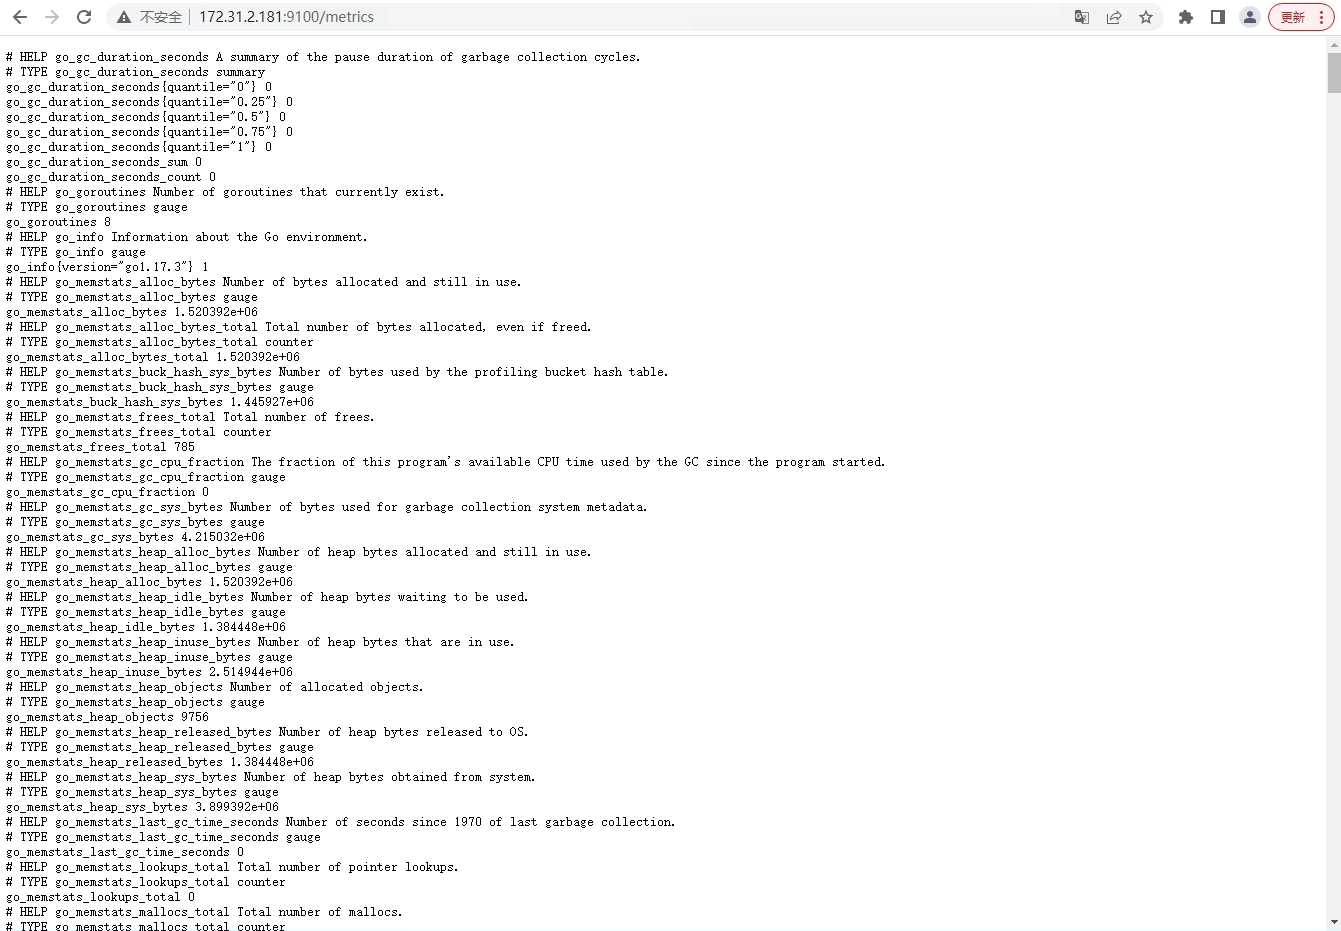 不安全 172.31.2.181:9100/metrics 更新
# HELP go_gc_duration_seconds A summary of the pause duration of garbage collection cycles.
# TYPE go_gc_duration_seconds summary
go_gc_duration_seconds{quantile="0"} 0
go_gc_duration_seconds{quantile="0.25"} 0
go_gc_duration_seconds{quantile="0.5"} 0
go_gc_duration_seconds{quantile="0.75"} 0
go_gc_duration_seconds{quantile="1"} 0
go_gc_duration_seconds_sum 0
go_gc_duration_seconds_count 0
# HELP go_goroutines Number of goroutines that currently exist.
# TYPE go_goroutines gauge
go_goroutines 8
# HELP go_info Information about the Go environment.
# TYPE go_info gauge
go_info{version="go1.17.3"} 1
# HELP go_memstats_alloc_bytes Number of bytes allocated and still in use.
# TYPE go_memstats_alloc_bytes gauge
go_memstats_alloc_bytes 1.520392e+06
# HELP go_memstats_alloc_bytes_total Total number of bytes allocated, even if freed.
# TYPE go_memstats_alloc_bytes_total counter
go_memstats_alloc_bytes_total 1.520392e+06
# HELP go_memstats_buck_hash_sys_bytes Number of bytes used by the profiling bucket hash table.
# TYPE go_memstats_buck_hash_sys_bytes gauge
go_memstats_buck_hash_sys_bytes 1.445927e+06
# HELP go_memstats_frees_total Total number of frees.
# TYPE go_memstats_frees_total counter
go_memstats_frees_total 785
# HELP go_memstats_gc_cpu_fraction The fraction of this program's available CPU time used by the GC since the program started.
# TYPE go_memstats_gc_cpu_fraction gauge
go_memstats_gc_cpu_fraction 0
# HELP go_memstats_gc_sys_bytes Number of bytes used for garbage collection system metadata.
# TYPE go_memstats_gc_sys_bytes gauge
go_memstats_gc_sys_bytes 4.215032e+06
# HELP go_memstats_heap_alloc_bytes Number of heap bytes allocated and still in use.
# TYPE go_memstats_heap_alloc_bytes gauge
go_memstats_heap_alloc_bytes 1.520392e+06
# HELP go_memstats_heap_idle_bytes Number of heap bytes waiting to be used.
# TYPE go_memstats_heap_idle_bytes gauge
go_memstats_heap_idle_bytes 1.384448e+06
# HELP go_memstats_heap_inuse_bytes Number of heap bytes that are in use.
# TYPE go_memstats_heap_inuse_bytes gauge
go_memstats_heap_inuse_bytes 2.514944e+06
# HELP go_memstats_heap_objects Number of allocated objects.
# TYPE go_memstats_heap_objects gauge
go_memstats_heap_objects 9756
# HELP go_memstats_heap_released_bytes Number of heap bytes released to OS.
# TYPE go_memstats_heap_released_bytes gauge
go_memstats_heap_released_bytes 1.384448e+06
# HELP go_memstats_heap_sys_bytes Number of heap bytes obtained from system.
# TYPE go_memstats_heap_sys_bytes gauge
go_memstats_heap_sys_bytes 3.899392e+06
# HELP go_memstats_last_gc_time_seconds Number of seconds since 1970 of last garbage collection.
# TYPE go_memstats_last_gc_time_seconds gauge
go_memstats_last_gc_time_seconds 0
# HELP go_memstats_lookups_total Total number of pointer lookups.
# TYPE go_memstats_lookups_total counter
go_memstats_lookups_total 0
# HELP go_memstats_mallocs_total Total number of mallocs.
# TYPE go_memstats_mallocs_total counter